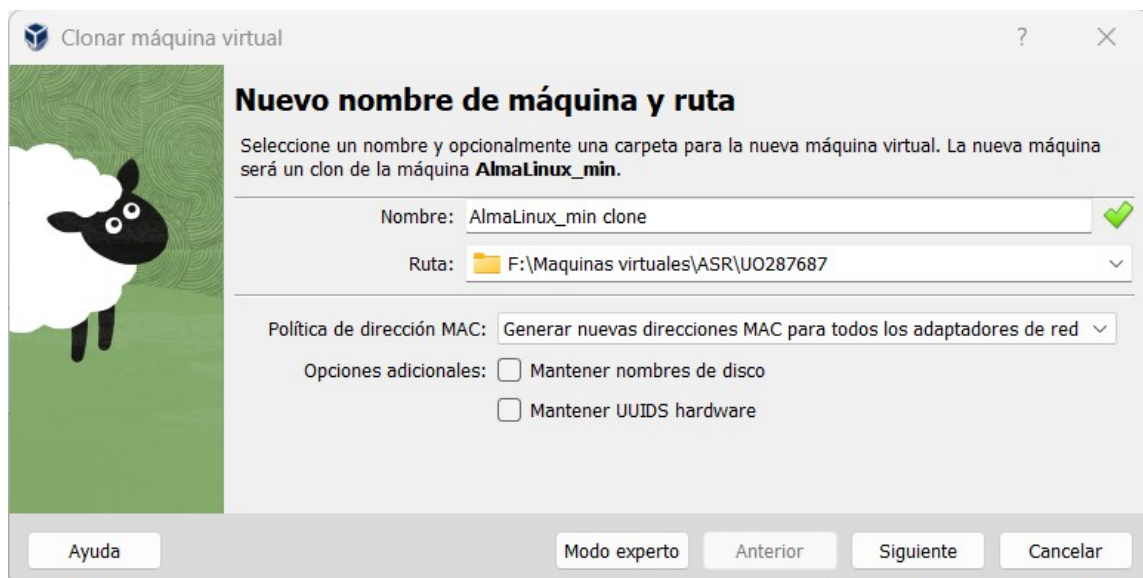 Clonar máquina virtual
?
Nuevo nombre de máquina y ruta
Seleccione un nombre y opcionalmente una carpeta para la nueva máquina virtual. La nueva máquina
será un clon de la máquina AlmaLinux_min.
Nombre: AlmaLinux_min clone
Ruta: F:\Maquinas virtuales\ASR\UO287687
Política de dirección MAC: Generar nuevas direcciones MAC para todos los adaptadores de red
Opciones adicionales: Mantener nombres de disco
Mantener UUIDS hardware
Ayuda Modo experto Anterior Siguiente Cancelar